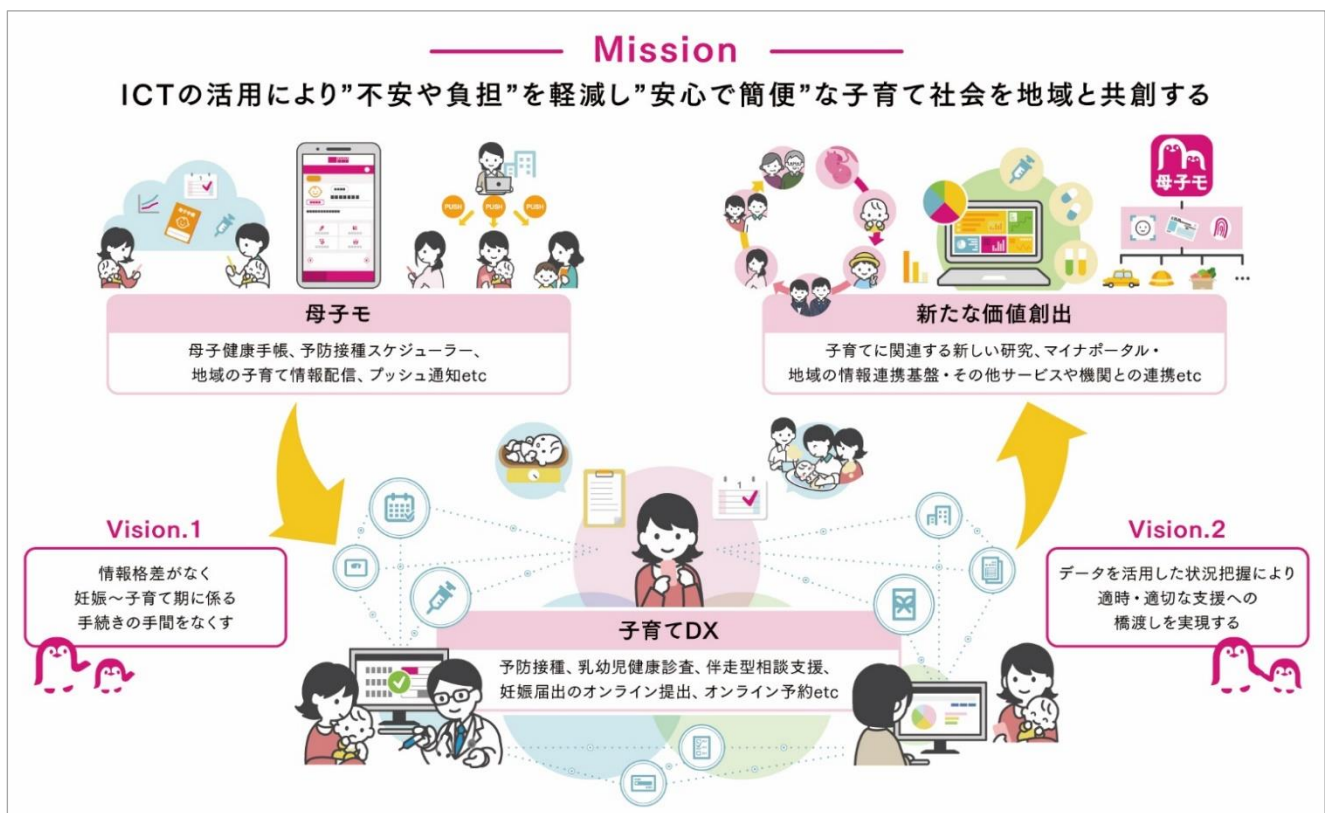 Mission
ICTの活用により”不安や負担”を軽減し”安心で簡便”な子育て社会を地域と共創する
PUSH
PUSH
PUSH
母子モ
母子健康手帳、予防接種スケジューラー、
地域の子育て情報配信、プッシュ通知etc
母子モ
…
新たな価値創出
子育てに関連する新しい研究、マイナポータル・
地域の情報連携基盤・その他サービスや機関との連携etc
Vision.1
情報格差がなく
妊娠～子育て期に係る
手続きの手間をなくす
1
子育てDX
予防接種、乳幼児健康診査、伴走型相談支援、
妊娠届出のオンライン提出、オンライン予約etc
Vision.2
データを活用した状況把握により
適時・適切な支援への
橋渡しを実現する